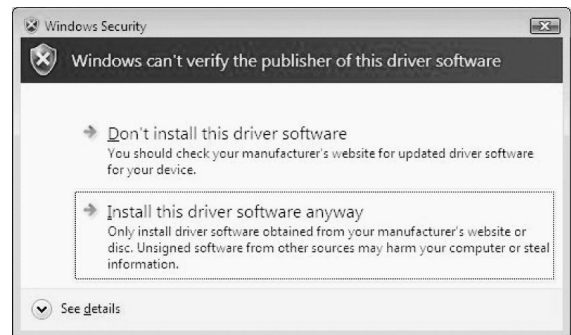 Windows Security
Windows can't verify the publisher of this driver software
Don't install this driver software
You should check your manufacturer's website for updated driver software
for your device.
Install this driver software anyway
Only install driver software obtained from your manufacturer's website or
disc. Unsigned software from other sources may harm your computer or steal
information.
See details